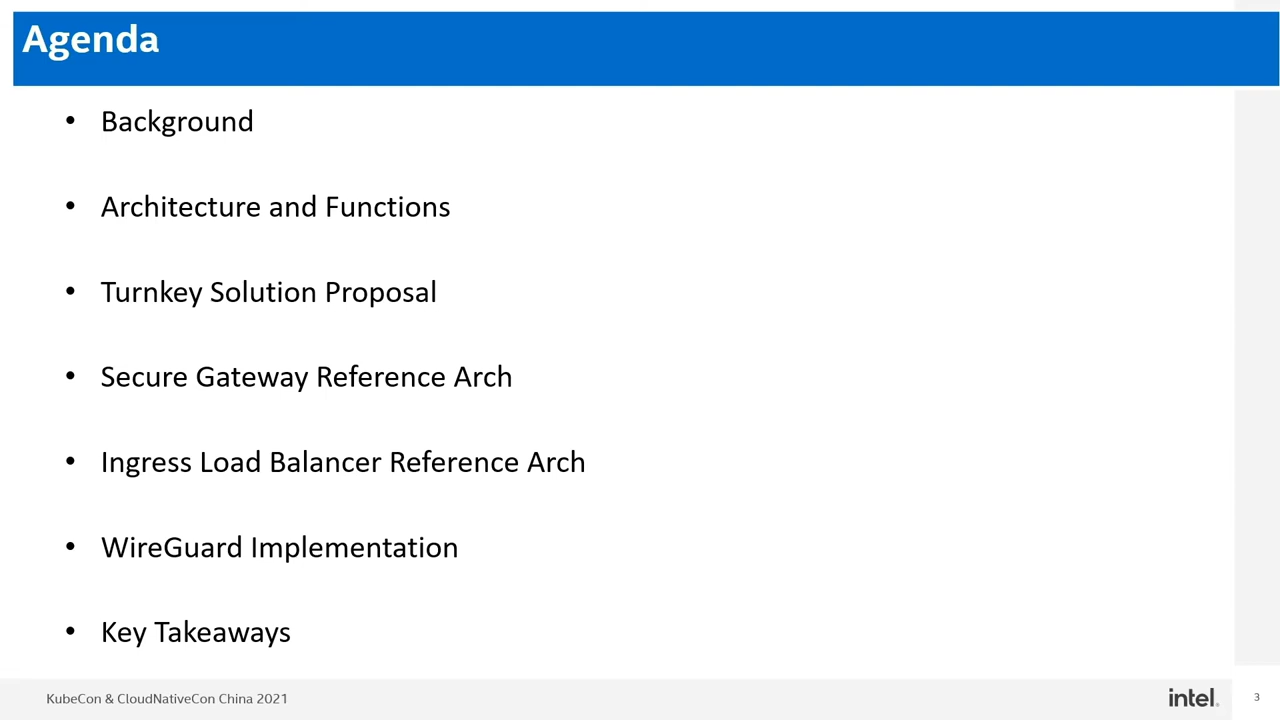 Agenda
• Background
• Architecture and Functions
• Turnkey Solution Proposal
• Secure Gateway Reference Arch
• Ingress Load Balancer Reference Arch
• WireGuard Implementation
• Key Takeaways
KubeCon & CloudNativeCon China 2021
intel.
3